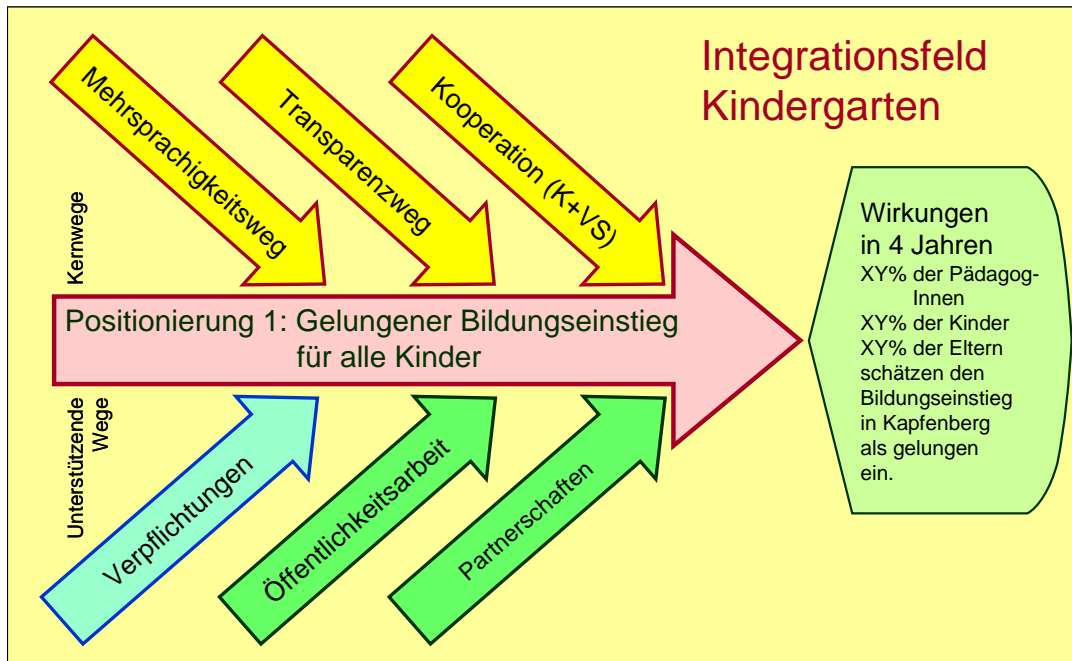 Integrationsfeld
Kindergarten
Kernwege
Mehrsprachigkeitsweg
Transparenzweg
Kooperation (K+VS)
Positionierung 1: Gelungener Bildungseinstieg
für alle Kinder
Unterstützende
Wege
Verpflichtungen
Öffentlichkeitsarbeit
Partnerschaften
Wirkungen
in 4 Jahren
XY% der Pädagog-
Innen
XY% der Kinder
XY% der Eltern
schätzen den
Bildungseinstieg
in Kapfenberg
als gelungen
ein.